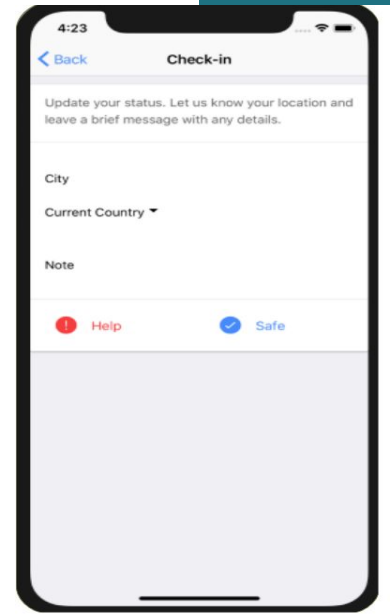 4:23
Back Check-in
Update your status. Let us know your location and
leave a brief message with any details.
City
Current Country
Note
Help Safe